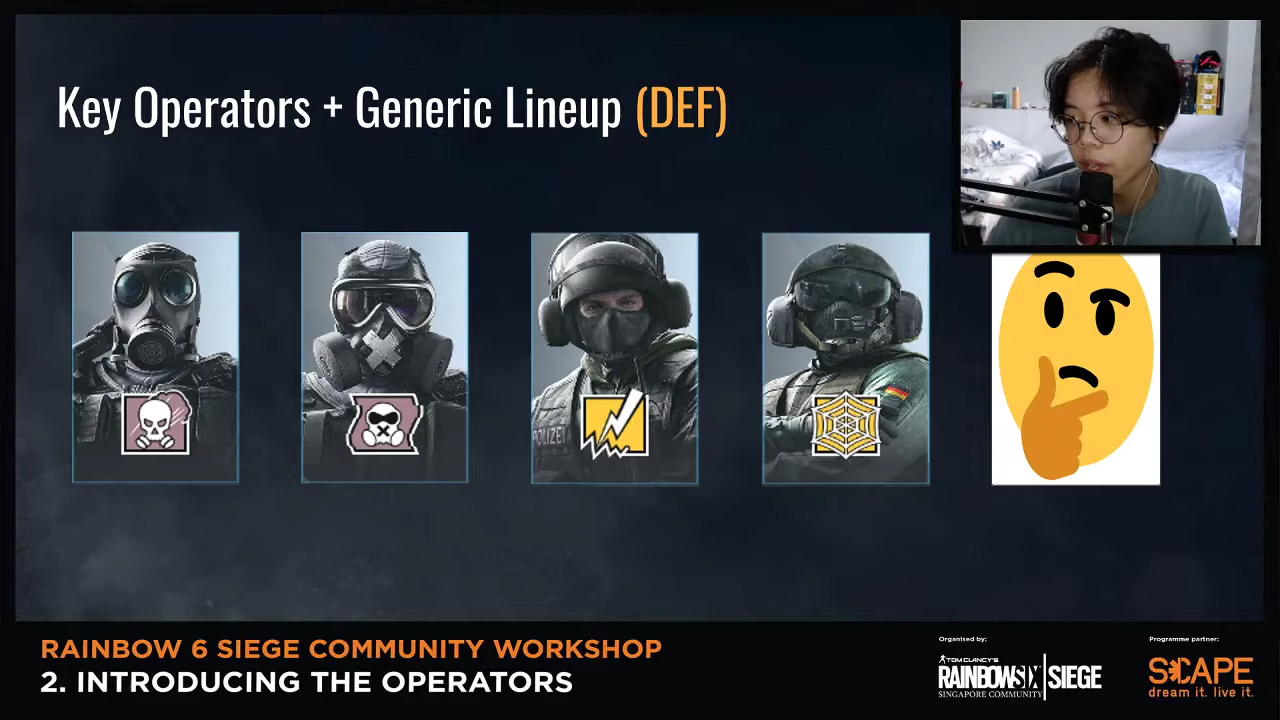 Key Operators + Generic Lineup (DEF)
POLIZEI
RAINBOW 6 SIEGE COMMUNITY WORKSHOP
2. INTRODUCING THE OPERATORS
Organised by:
TOM CLANCY'S
RAINBOW SIX | SIEGE
SINGAPORE COMMUNITY
Programme partner:
SCAPE
dream it. live it.